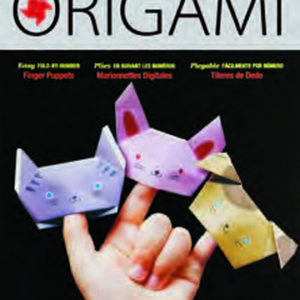 ORIGAMI
Easy FOLD-BY-NUMBER
Finger Puppets
Plies EN SUIVANT LES NUMÉROS
Marionnettes Digitales
Plegable FÁCILMENTE POR NÚMERO
Títeres de Dedo